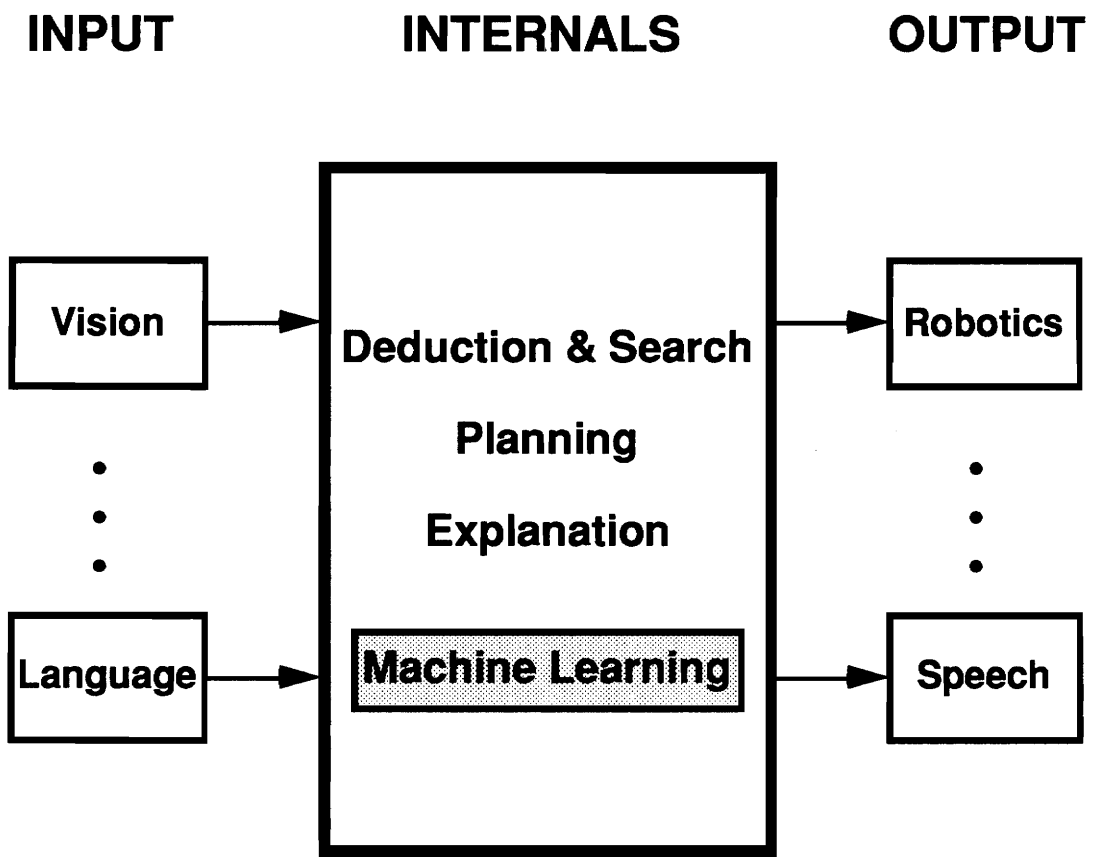 INPUT INTERNALS OUTPUT
Vision
Language
Deduction & Search
Planning
Explanation
Machine Learning
Robotics
Speech